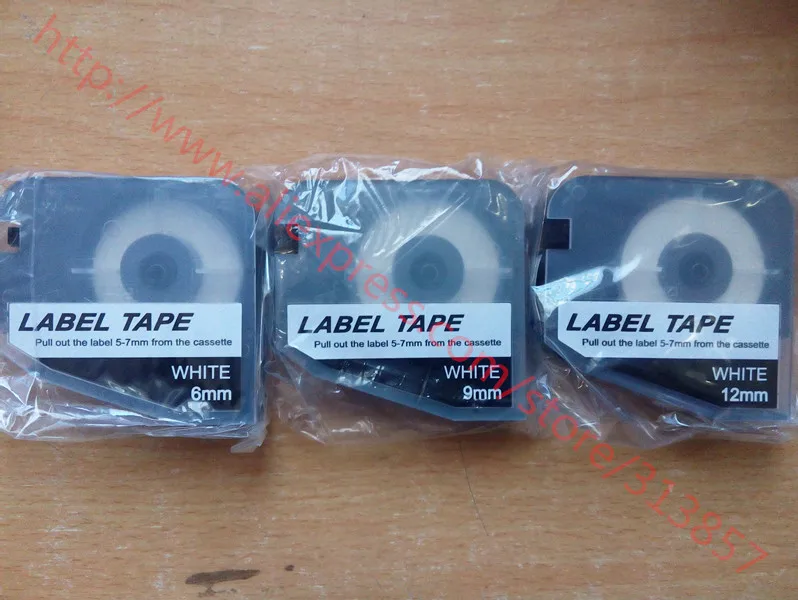 LABEL TAPE
Pull out the label 5-7mm from the cassette
WHITE
6mm
LABEL TAPE
Pull out the label 5-7mm from the cassette
WHITE
9mm
LABEL TAPE
Pull out the label 5-7mm from the cassette
WHITE
12mm
http://www.aliexpress.com/store/313857